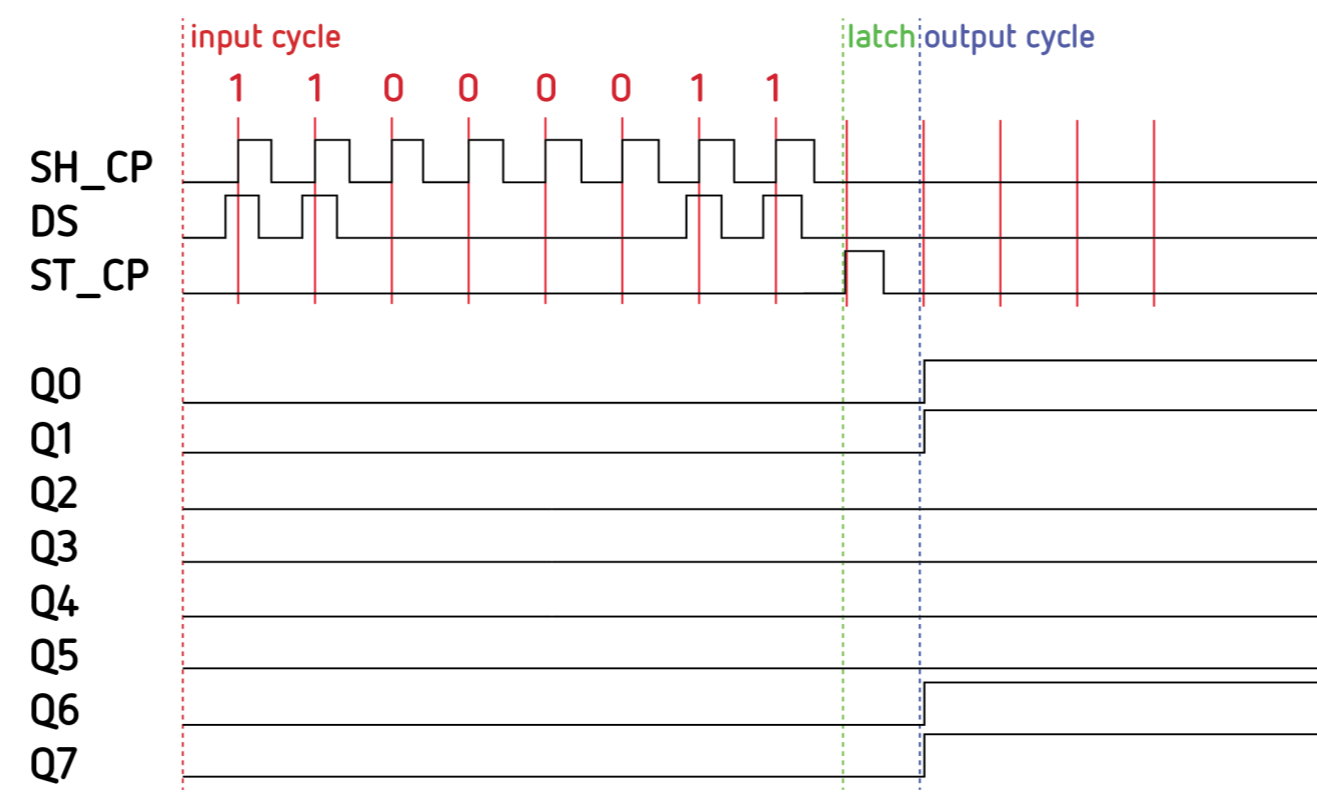 input cycle latch output cycle
1 1 0 0 0 0 1 1
SH_CP
DS
ST_CP
Q0
Q1
Q2
Q3
Q4
Q5
Q6
Q7